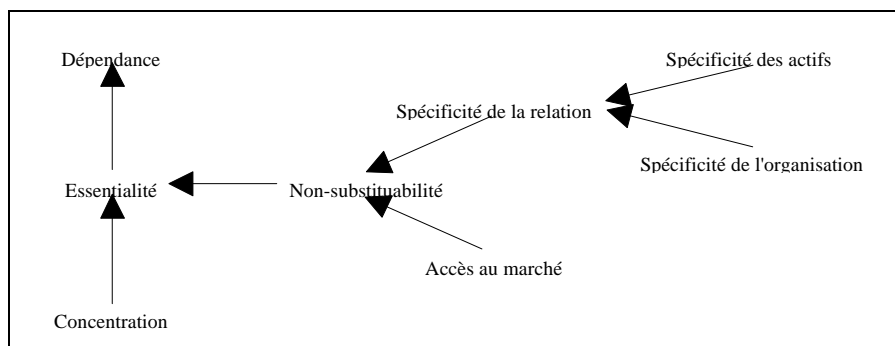 Dépendance
Spécificité des actifs
Spécificité de la relation
Spécificité de l'organisation
Essentialité
Non-substituabilité
Accès au marché
Concentration